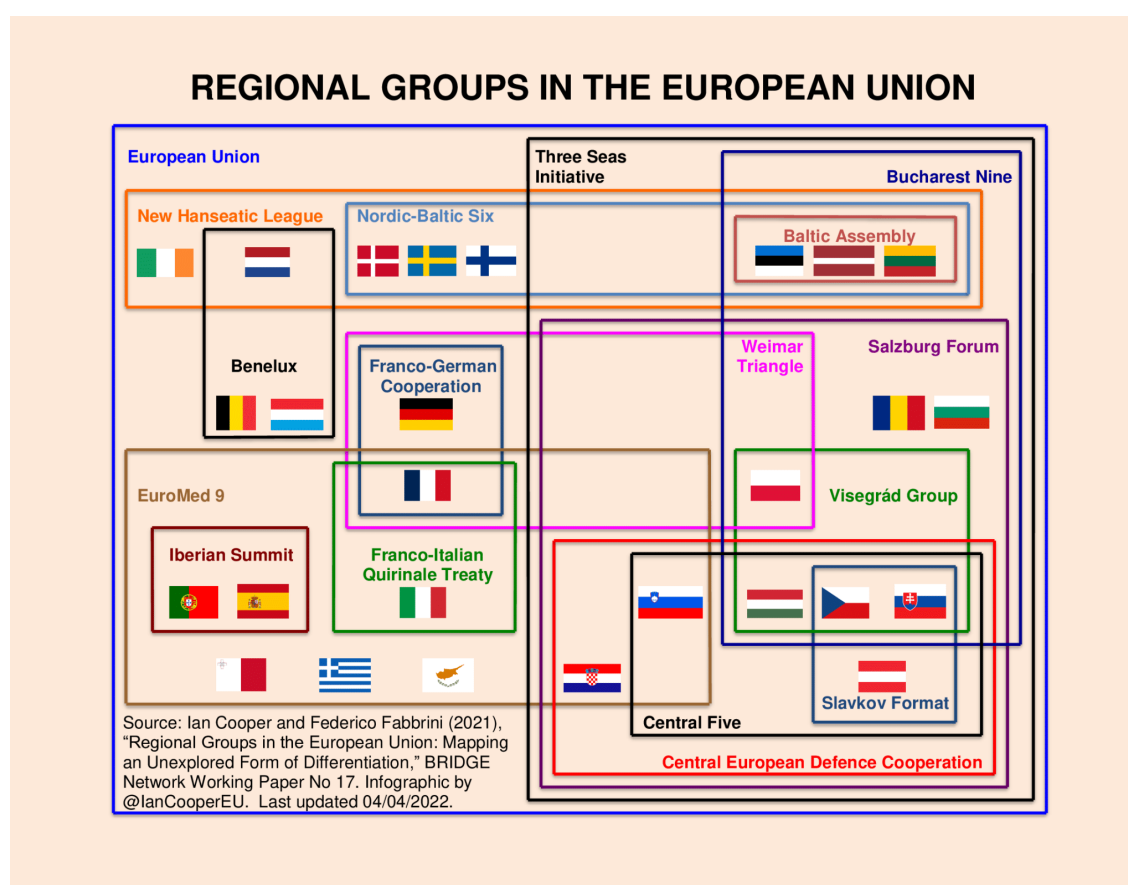 REGIONAL GROUPS IN THE EUROPEAN UNION
European Union
Three Seas
Initiative
Bucharest Nine
New Hanseatic League
Nordic-Baltic Six
Baltic Assembly
Benelux
Franco-German
Cooperation
Weimar
Triangle
Salzburg Forum
EuroMed 9
Visegrád Group
Iberian Summit
Franco-Italian
Quirinale Treaty
Slavkov Format
Central Five
Central European Defence Cooperation
Source: Ian Cooper and Federico Fabbrini (2021),
“Regional Groups in the European Union: Mapping
an Unexplored Form of Differentiation,” BRIDGE
Network Working Paper No 17. Infographic by
@IanCooperEU.  Last updated 04/04/2022.